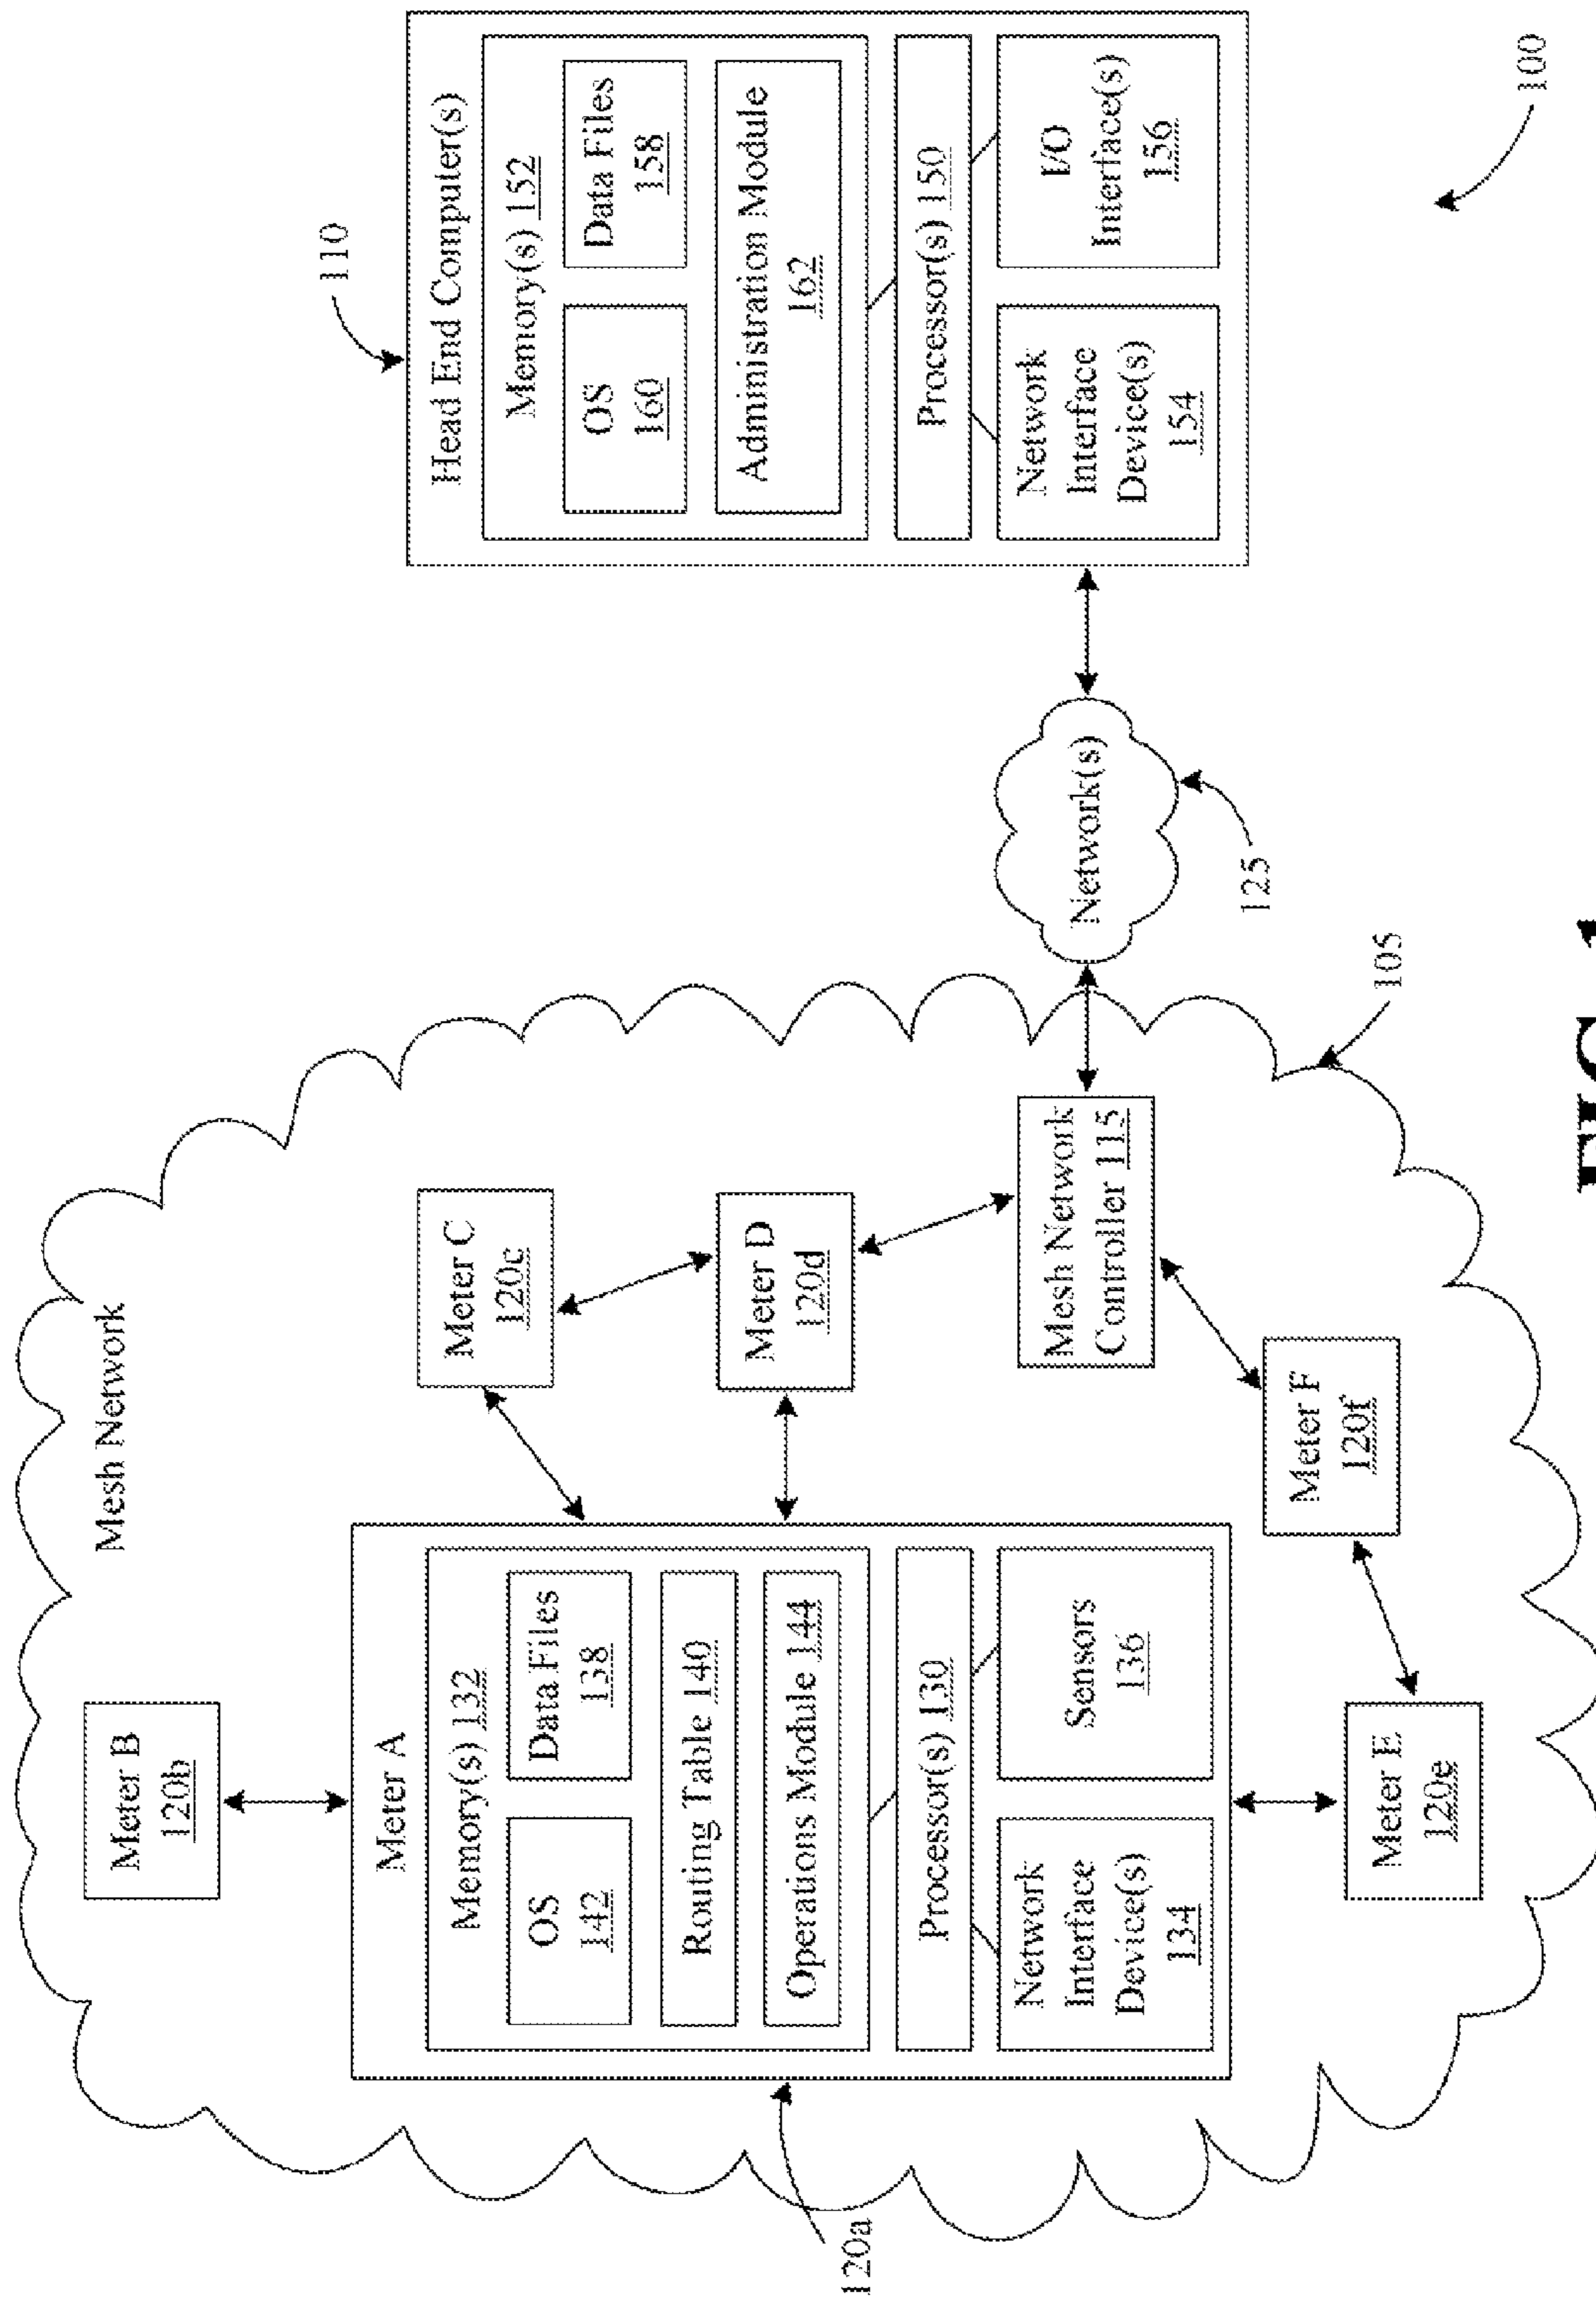 Mesh Network
Meter B
120b
Meter A
Memory(s) 132
OS
142
Data Files
138
Routing Table 140
Operations Module 144
Processor(s) 130
Network
Interface
Device(s)
134
Sensors
136
120a
Meter C
120c
Meter D
120d
Mesh Network
Controller 115
Meter E
120e
Meter F
120f
105
Network(s)
125
110
Head End Computer(s)
Memory(s) 152
OS
160
Data Files
158
Administration Module
162
Processor(s) 150
Network
Interface
Device(s)
154
I/O
Interface(s)
156
100